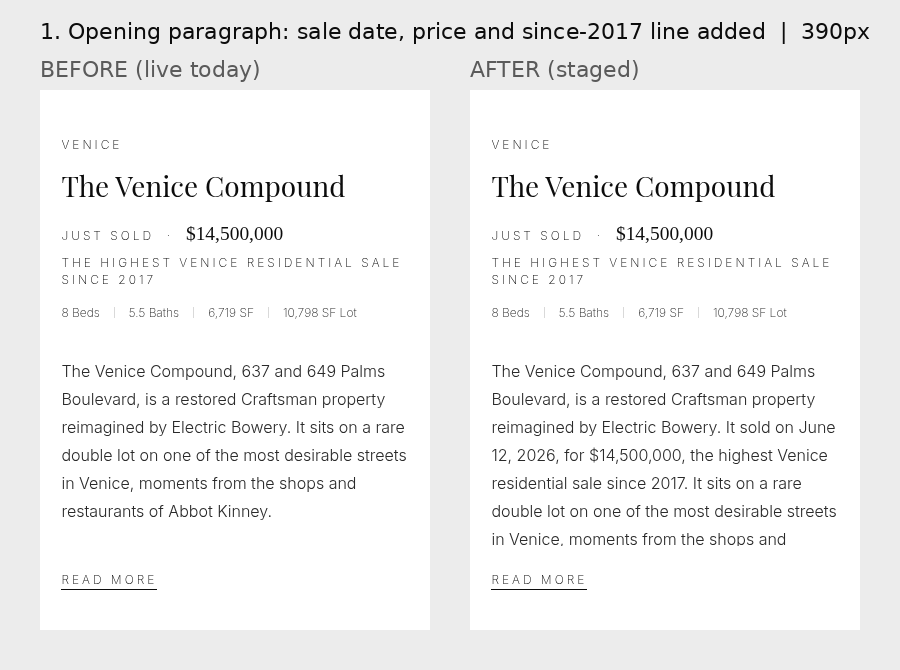 1. Opening paragraph: sale date, price and since-2017 line added | 390px
BEFORE (live today)
VENICE
The Venice Compound
JUST SOLD · $14,500,000
THE HIGHEST VENICE RESIDENTIAL SALE
SINCE 2017
8 Beds | 5.5 Baths | 6,719 SF | 10,798 SF Lot
The Venice Compound, 637 and 649 Palms
Boulevard, is a restored Craftsman property
reimagined by Electric Bowery. It sits on a rare
double lot on one of the most desirable streets
in Venice, moments from the shops and
restaurants of Abbot Kinney.
READ MORE
AFTER (staged)
VENICE
The Venice Compound
JUST SOLD · $14,500,000
THE HIGHEST VENICE RESIDENTIAL SALE
SINCE 2017
8 Beds | 5.5 Baths | 6,719 SF | 10,798 SF Lot
The Venice Compound, 637 and 649 Palms
Boulevard, is a restored Craftsman property
reimagined by Electric Bowery. It sold on June
12, 2026, for $14,500,000, the highest Venice
residential sale since 2017. It sits on a rare
double lot on one of the most desirable streets
in Venice, moments from the shops and
READ MORE